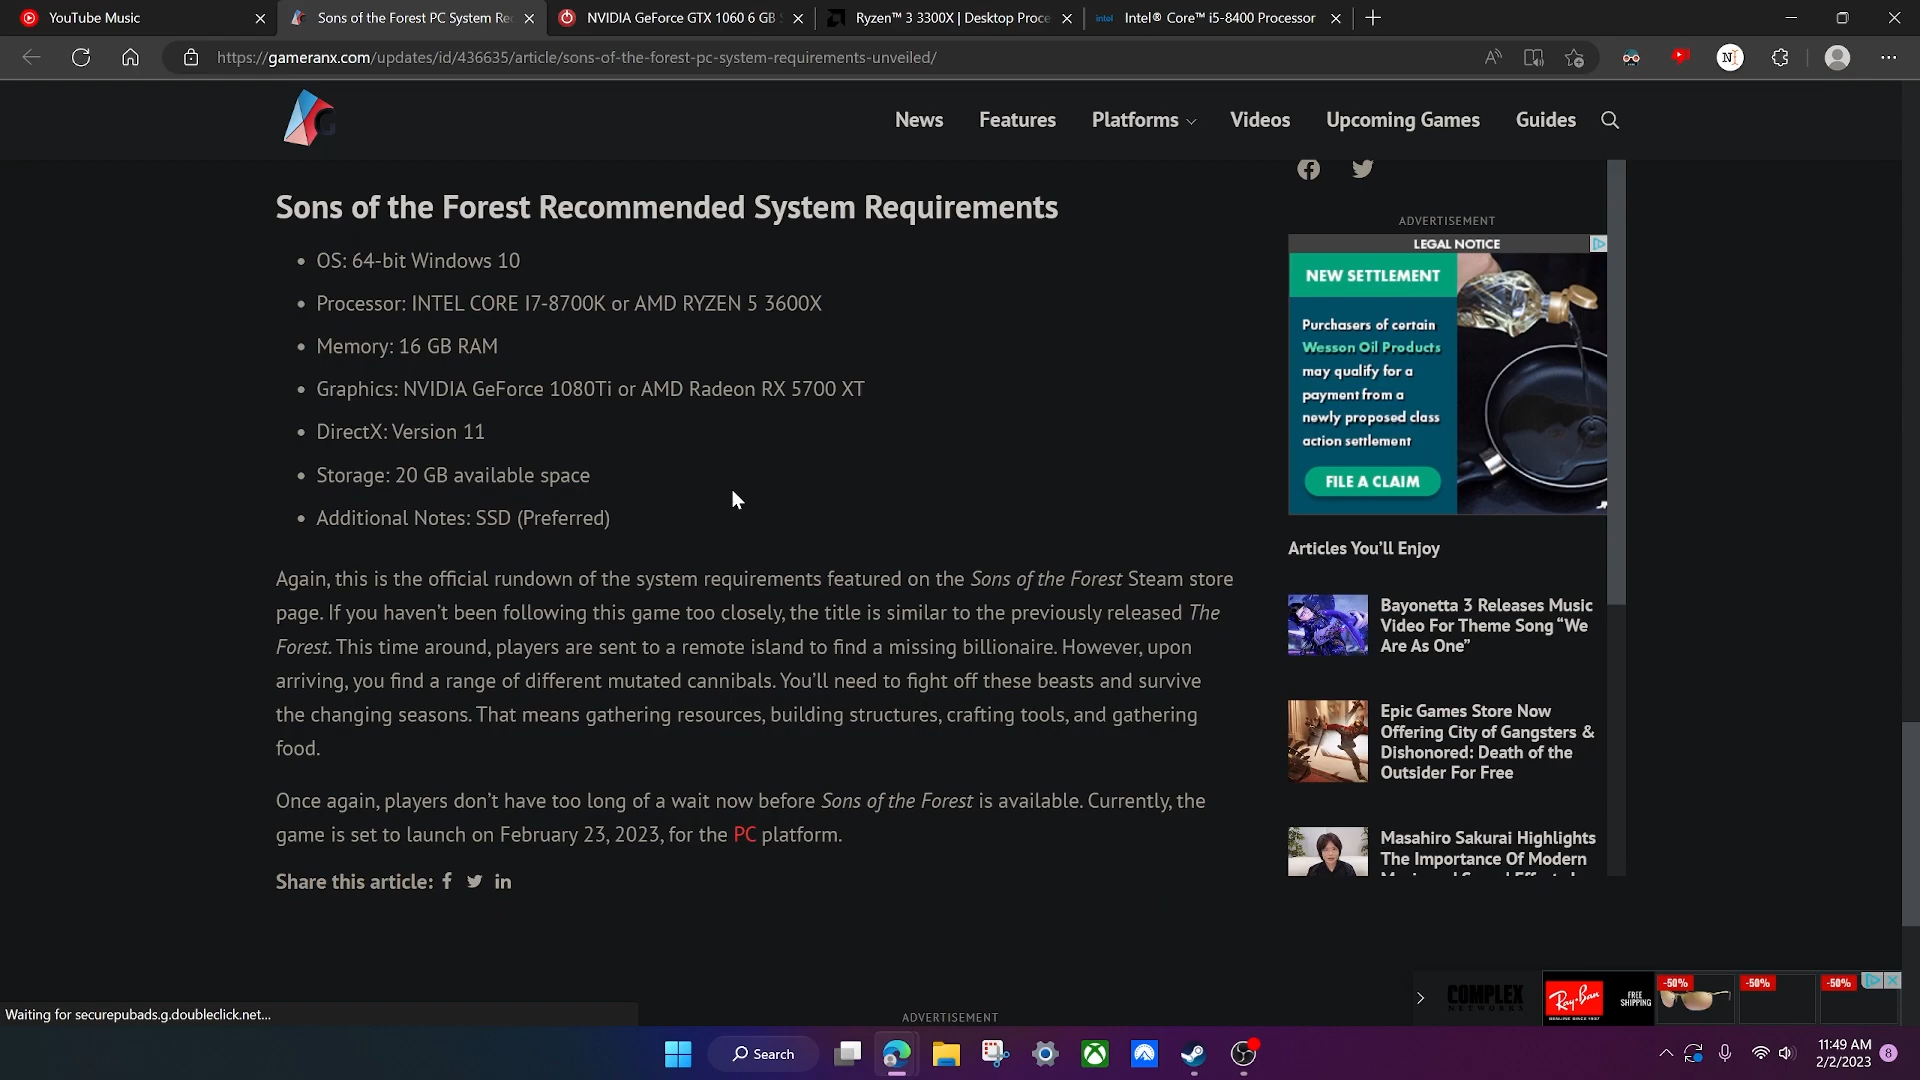 YouTube Music
Sons of the Forest PC System Re
NVIDIA GeForce GTX 1060 6 GB
Ryzen™ 3 3300X | Desktop Proce
intel Intel® Core™ i5-8400 Processor
https://gameranx.com/updates/id/436635/article/sons-of-the-forest-pc-system-requirements-unveiled/
News Features Platforms Videos Upcoming Games Guides
Sons of the Forest Recommended System Requirements
• OS: 64-bit Windows 10
• Processor: INTEL CORE I7-8700K or AMD RYZEN 5 3600X
• Memory: 16 GB RAM
• Graphics: NVIDIA GeForce 1080Ti or AMD Radeon RX 5700 XT
• DirectX: Version 11
• Storage: 20 GB available space
• Additional Notes: SSD (Preferred)
Again, this is the official rundown of the system requirements featured on the Sons of the Forest Steam store
page. If you haven't been following this game too closely, the title is similar to the previously released The
Forest. This time around, players are sent to a remote island to find a missing billionaire. However, upon
arriving, you find a range of different mutated cannibals. You'll need to fight off these beasts and survive
the changing seasons. That means gathering resources, building structures, crafting tools, and gathering
food.
Once again, players don't have too long of a wait now before Sons of the Forest is available. Currently, the
game is set to launch on February 23, 2023, for the PC platform.
Share this article:
ADVERTISEMENT
LEGAL NOTICE
NEW SETTLEMENT
Purchasers of certain
Wesson Oil Products
may qualify for a
payment from a
newly proposed class
action settlement
FILE A CLAIM
Articles You'll Enjoy
Bayonetta 3 Releases Music
Video For Theme Song “We
Are As One”
Epic Games Store Now
Offering City of Gangsters &
Dishonored: Death of the
Outsider For Free
Masahiro Sakurai Highlights
The Importance Of Modern
COMPLEX
NETWORKS
Ray-Ban
GENUINE SINCE 1937
FREE
SHIPPING
-50%
-50%
-50%
Waiting for securepubads.g.doubleclick.net...
ADVERTISEMENT
Search
11:49 AM
2/2/2023
8